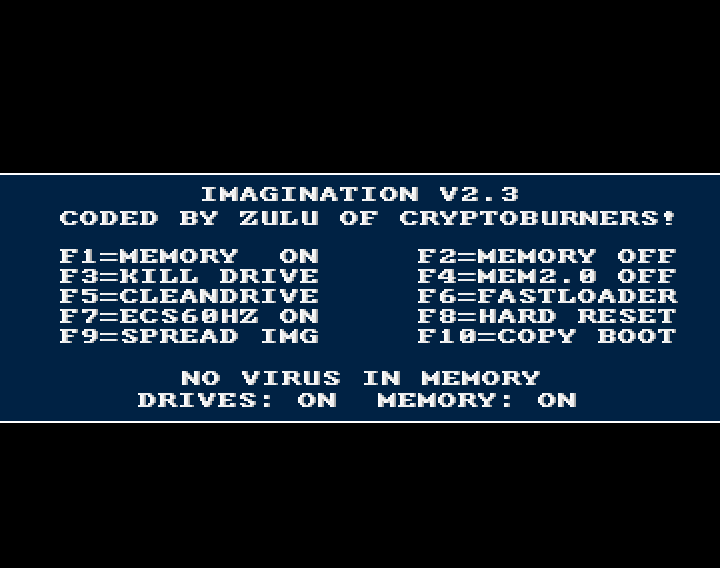 IMAGINATION V2.3
CODED BY ZULU OF CRYPTOBURNERS!
F1=MEMORY  ON     F2=MEMORY OFF
F3=KILL DRIVE     F4=MEM2.0 OFF
F5=CLEANDRIVE     F6=FASTLOADER
F7=ECS60HZ ON     F8=HARD RESET
F9=SPREAD IMG     F10=COPY BOOT
NO VIRUS IN MEMORY
DRIVES: ON  MEMORY: ON